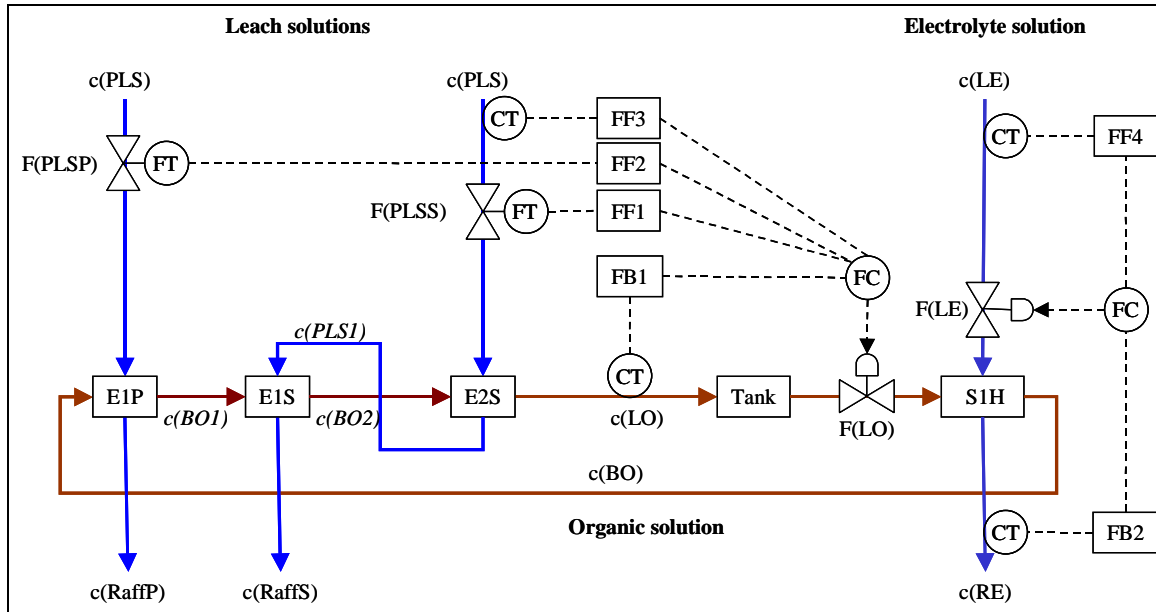 Leach solutions
Electrolyte solution
c(PLS)
c(PLS)
c(LE)
CT
FF3
CT
FF4
F(PLSP)
FT
FF2
F(PLSS)
FT
FF1
FB1
FC
F(LE)
FC
c(PLS1)
CT
E1P
E1S
E2S
Tank
S1H
c(BO1)
c(BO2)
c(LO)
F(LO)
c(BO)
Organic solution
CT
FB2
c(RaffP)
c(RaffS)
c(RE)